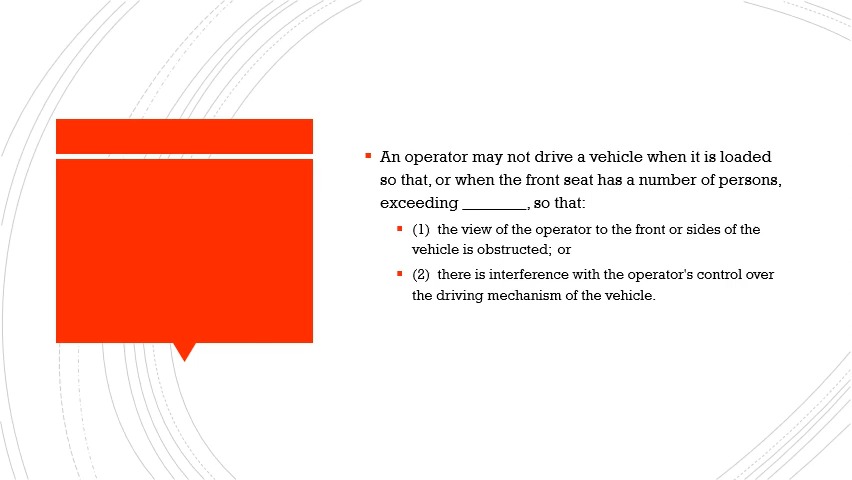 An operator may not drive a vehicle when it is loaded
so that, or when the front seat has a number of persons,
exceeding ________, so that:
(1)  the view of the operator to the front or sides of the
vehicle is obstructed; or
(2)  there is interference with the operator's control over
the driving mechanism of the vehicle.